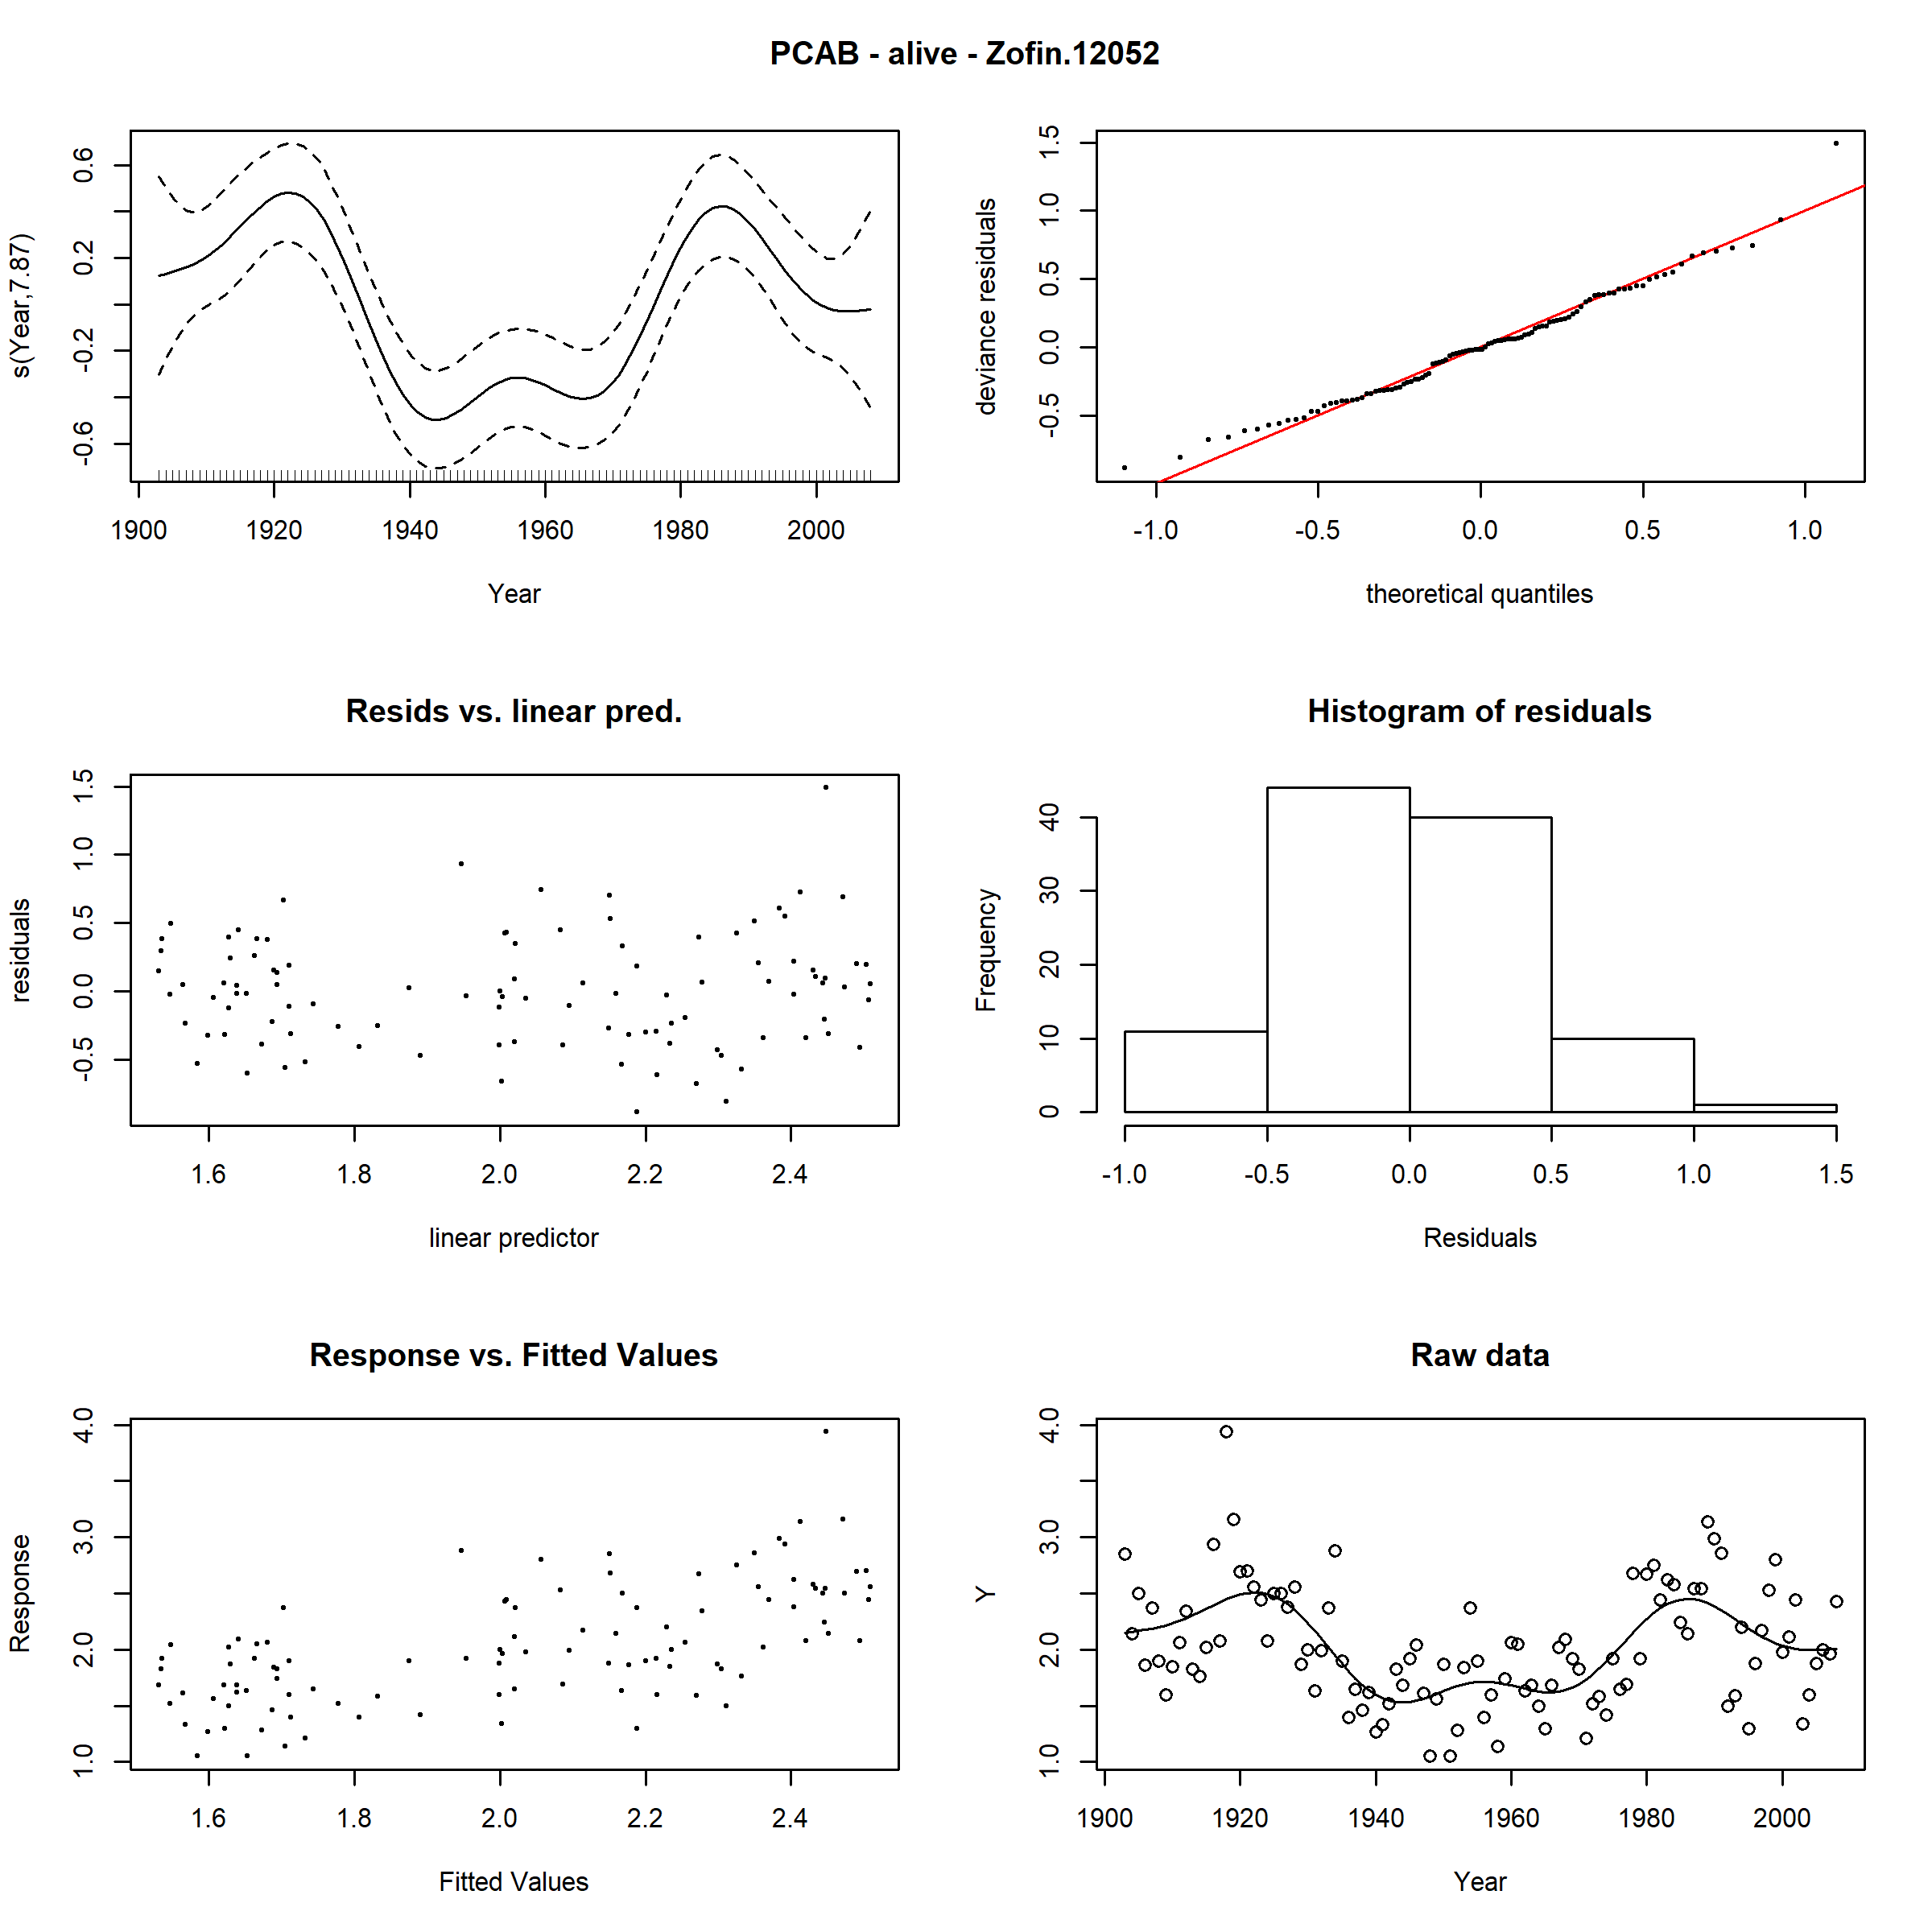 PCAB - alive - Zofin.12052
s(Year,7.87)
0.6
0.2
-0.2
-0.6
1900 1920 1940 1960 1980 2000
Year
deviance residuals
1.5
1.0
0.5
0.0
-0.5
-1.0 -0.5 0.0 0.5 1.0
theoretical quantiles
Resids vs. linear pred.
residuals
1.5
1.0
0.5
0.0
-0.5
1.6 1.8 2.0 2.2 2.4
linear predictor
Histogram of residuals
Frequency
40
30
20
10
0
-1.0 -0.5 0.0 0.5 1.0 1.5
Residuals
Response vs. Fitted Values
Response
4.0
3.0
2.0
1.0
1.6 1.8 2.0 2.2 2.4
Fitted Values
Raw data
Y
4.0
3.0
2.0
1.0
1900 1920 1940 1960 1980 2000
Year